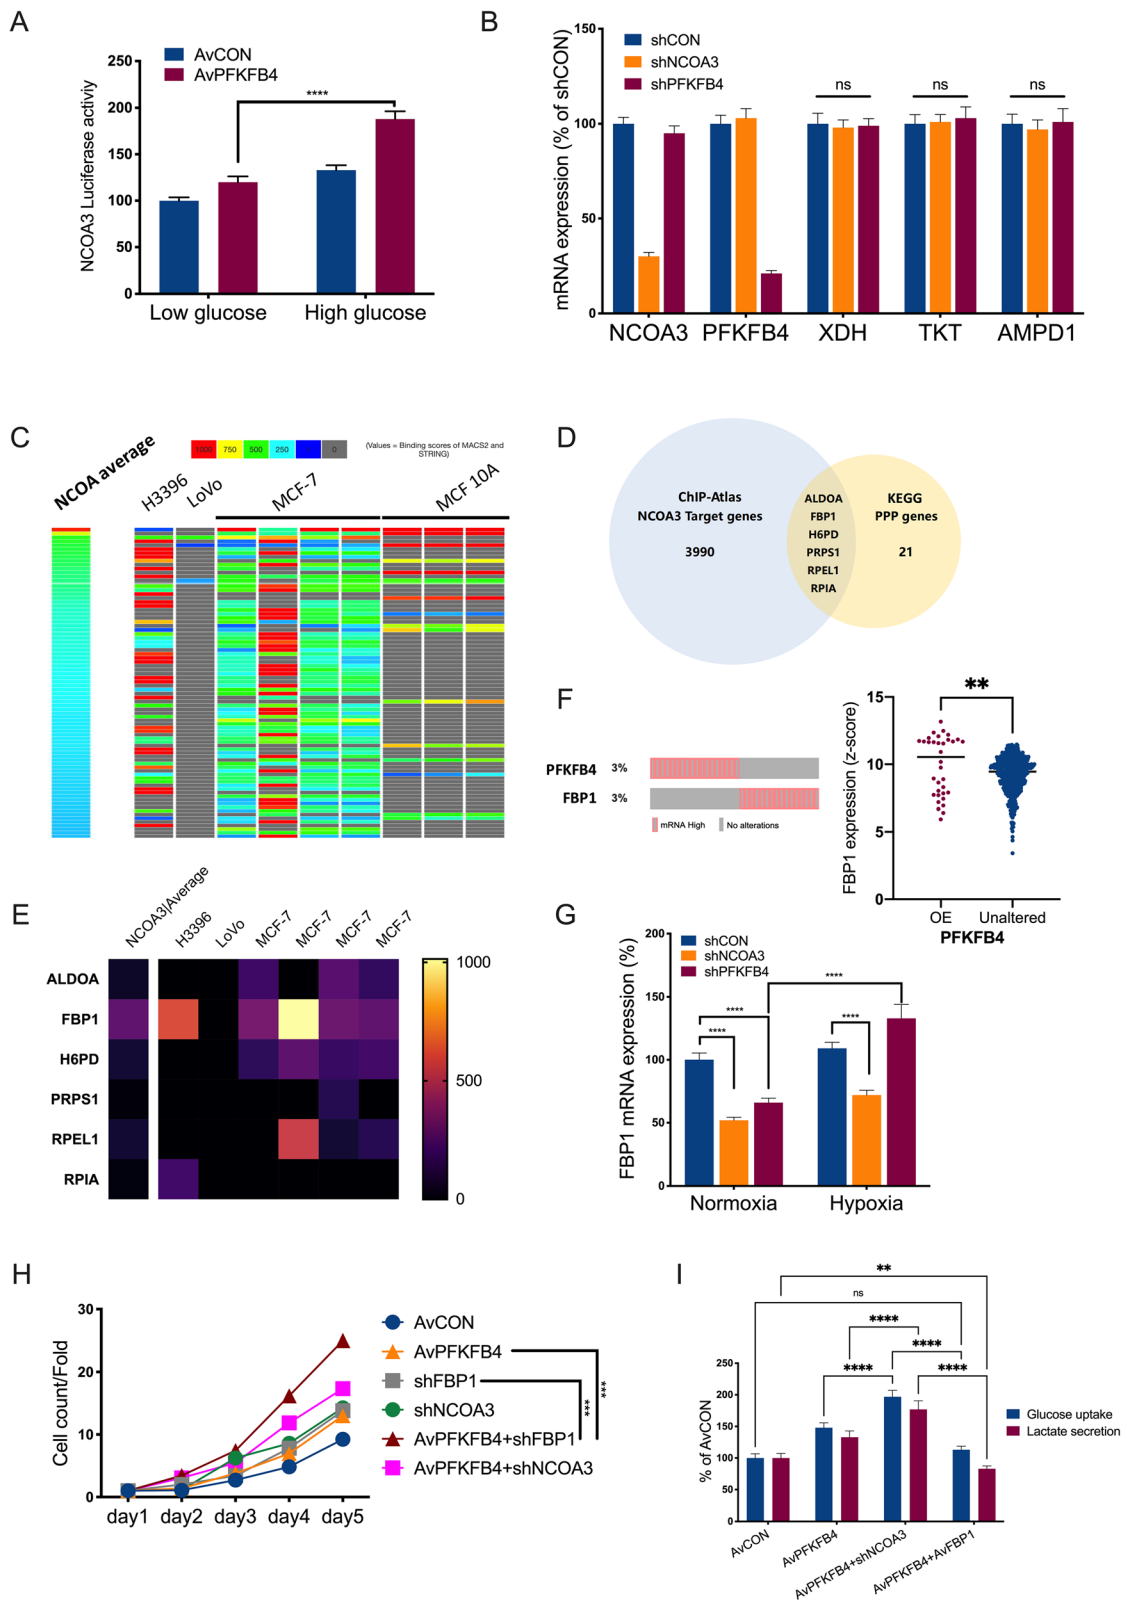 A
AvCON
AvPFKFB4
NCOA3 Luciferase activiy
250
200
150
100
50
0
****
Low glucose
High glucose
B
shCON
shNCOA3
shPFKFB4
mRNA expression (% of shCON)
150
100
50
0
ns
ns
ns
NCOA3
PFKFB4
XDH
TKT
AMPD1
C
NCOA average
1000
750
500
250
0
(Values = Binding scores of MACS2 and
STRING)
H3396
LoVo
MCF-7
MCF 10A
D
ChIP-Atlas
NCOA3 Target genes
3990
ALDOA
FBP1
H6PD
PRPS1
RPEL1
RPIA
KEGG
PPP genes
21
F
PFKFB4 3%
FBP1 3%
mRNA High
No alterations
FBP1 expression (z-score)
15
10
5
0
**
OE
Unaltered
PFKFB4
E
NCOA3|Average
H3396
LoVo
MCF-7
MCF-7
MCF-7
MCF-7
ALDOA
FBP1
H6PD
PRPS1
RPEL1
RPIA
1000
500
0
G
shCON
shNCOA3
shPFKFB4
FBP1 mRNA expression (%)
200
150
100
50
0
****
****
****
****
Normoxia
Hypoxia
H
Cell count/Fold
30
20
10
0
day1
day2
day3
day4
day5
AvCON
AvPFKFB4
shFBP1
shNCOA3
AvPFKFB4+shFBP1
AvPFKFB4+shNCOA3
***
***
I
**
ns
****
****
****
****
% of AvCON
250
200
150
100
50
0
Glucose uptake
Lactate secretion
AvCON
AvPFKFB4
AvPFKFB4+shNCOA3
AvPFKFB4+AvFBP1